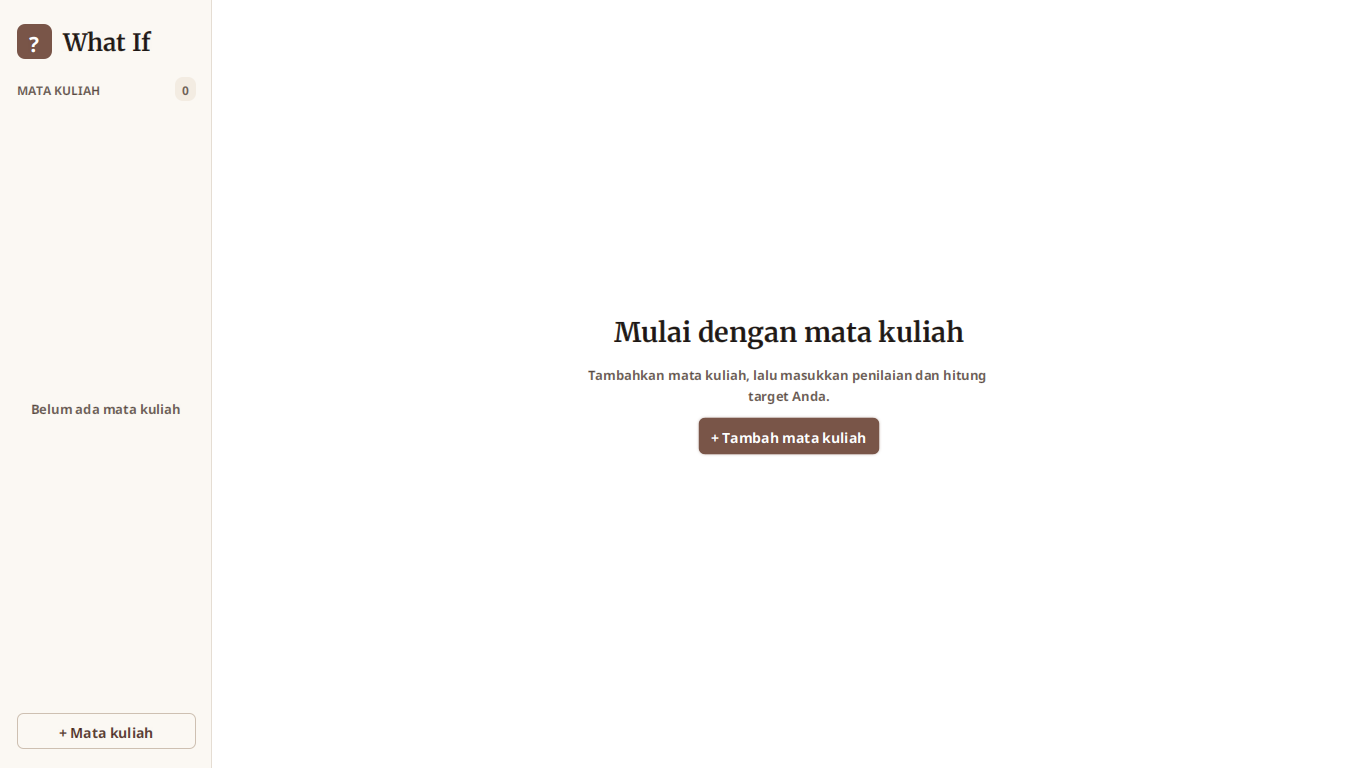 ?
What If
MATA KULIAH
0
Belum ada mata kuliah
+ Mata kuliah
Mulai dengan mata kuliah
Tambahkan mata kuliah, lalu masukkan penilaian dan hitung
target Anda.
+ Tambah mata kuliah